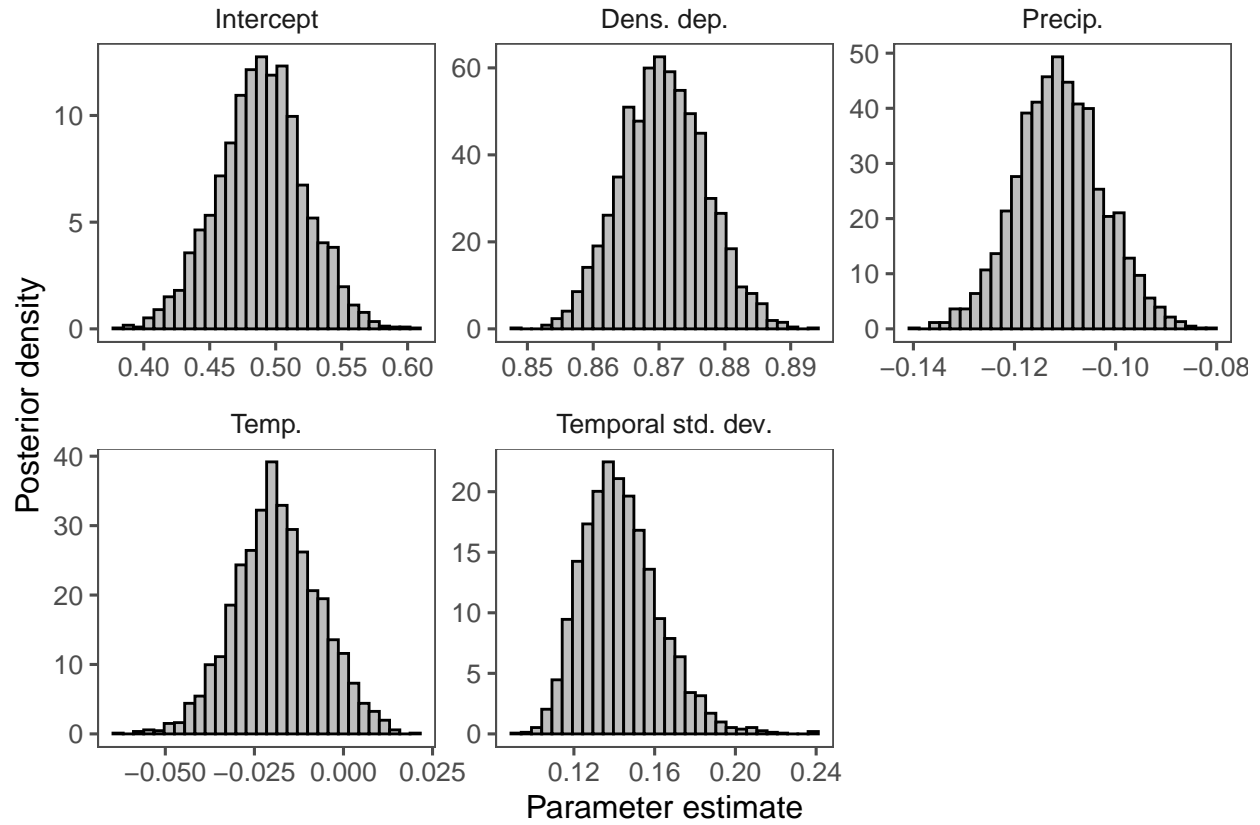 Intercept
Dens. dep.
Precip.
10
5
0
0.40 0.45 0.50 0.55 0.60
60
40
20
0
0.85 0.86 0.87 0.88 0.89
50
40
30
20
10
0
−0.14 −0.12 −0.10 −0.08
Posterior density
Temp.
Temporal std. dev.
40
30
20
10
0
−0.050 −0.025 0.000 0.025
20
15
10
5
0
0.12 0.16 0.20 0.24
Parameter estimate